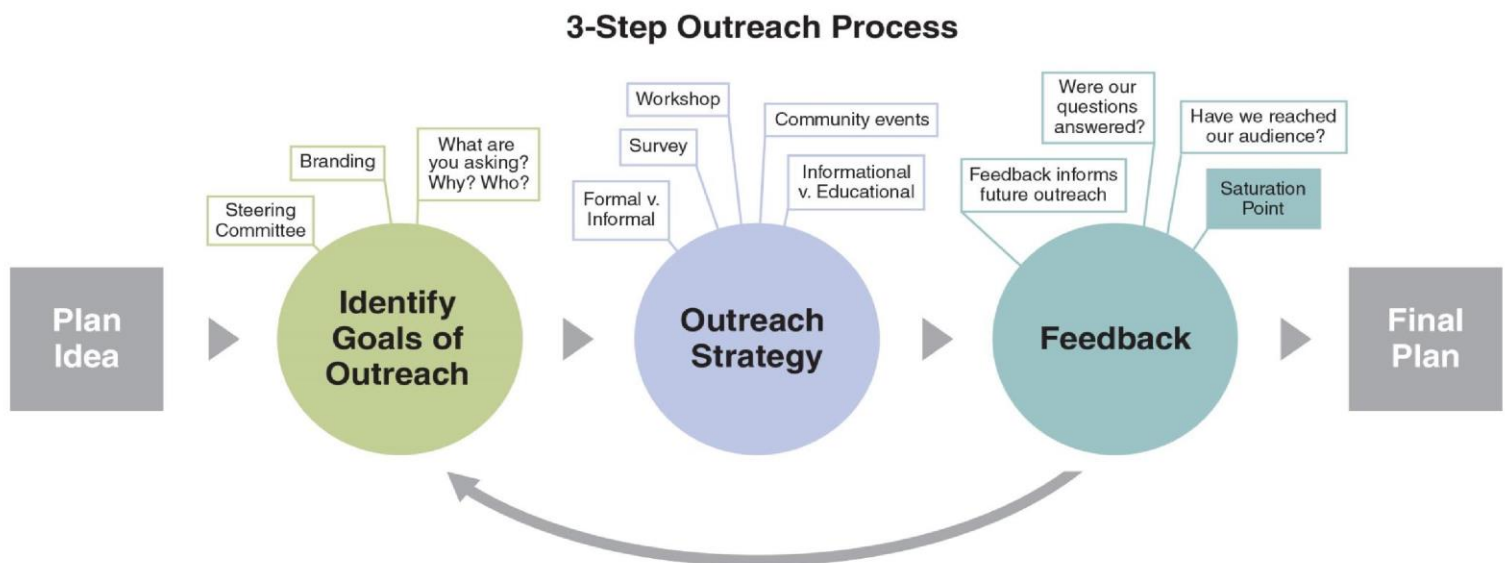 3-Step Outreach Process
Plan
Idea
Steering
Committee
Branding
What are
you asking?
Why? Who?
Identify
Goals of
Outreach
Formal v.
Informal
Survey
Workshop
Community events
Informational
v. Educational
Outreach
Strategy
Feedback informs
future outreach
Were our
questions
answered?
Have we reached
our audience?
Saturation
Point
Feedback
Final
Plan